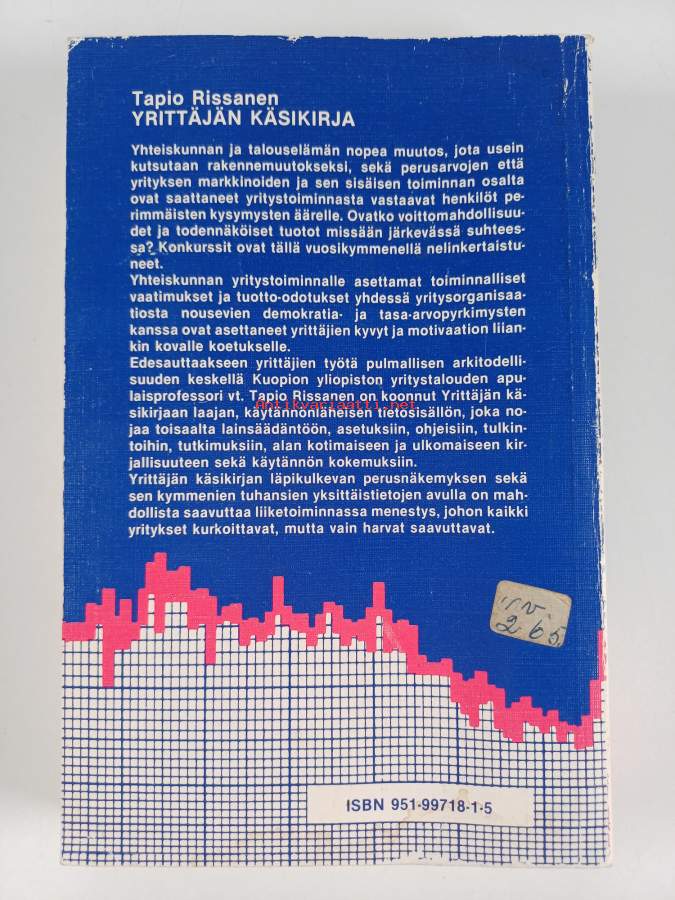 Tapio Rissanen
YRITTÄJÄN KÄSIKIRJA
Yhteiskunnan ja talouselämän nopea muutos, jota usein
kutsutaan rakennemuutokseksi, sekä perusarvojen että
yrityksen markkinoiden ja sen sisäisen toiminnan osalta
ovat saattaneet yritystoiminnasta vastaavat henkilöt pe-
rimmäisten kysymysten äärelle. Ovatko voittomahdollisuu-
det ja todennäköiset tuotot missään järkevässä suhtees-
sa? Konkurssit ovat tällä vuosikymmenellä nelinkertaistu-
neet.
Yhteiskunnan yritystoiminnalle asettamat toiminnalliset
vaatimukset ja tuotto-odotukset yhdessä yritysorganisaa-
tiosta nousevien demokratia- ja tasa-arvopyrkimysten
kanssa ovat asettaneet yrittäjien kyvyt ja motivaation liian-
kin kovalle koetukselle.
Edesauttaakseen yrittäjien työtä pulmallisen arkitodelli-
suuden keskellä Kuopion yliopiston yritystalouden apu-
laisprofessori vt. Tapio Rissanen on koonnut Yrittäjän kä-
Antikvariaatti.net
sikirjaan laajan, käytännönläheisen tietosisällön, joka no-
jaa toisaalta lainsäädäntöön, asetuksiin, ohjeisiin, tulkin-
toihin, tutkimuksiin, alan kotimaiseen ja ulkomaiseen kir-
jallisuuteen sekä käytännön kokemuksiin.
Yrittäjän käsikirjan läpikulkevan perusnäkemyksen sekä
sen kymmenien tuhansien yksittäistietojen avulla on mah-
dollista saavuttaa liiketoiminnassa menestys, johon kaikki
yritykset kurkoittavat, mutta vain harvat saavuttavat.
265
ISBN 951-99718-1-5